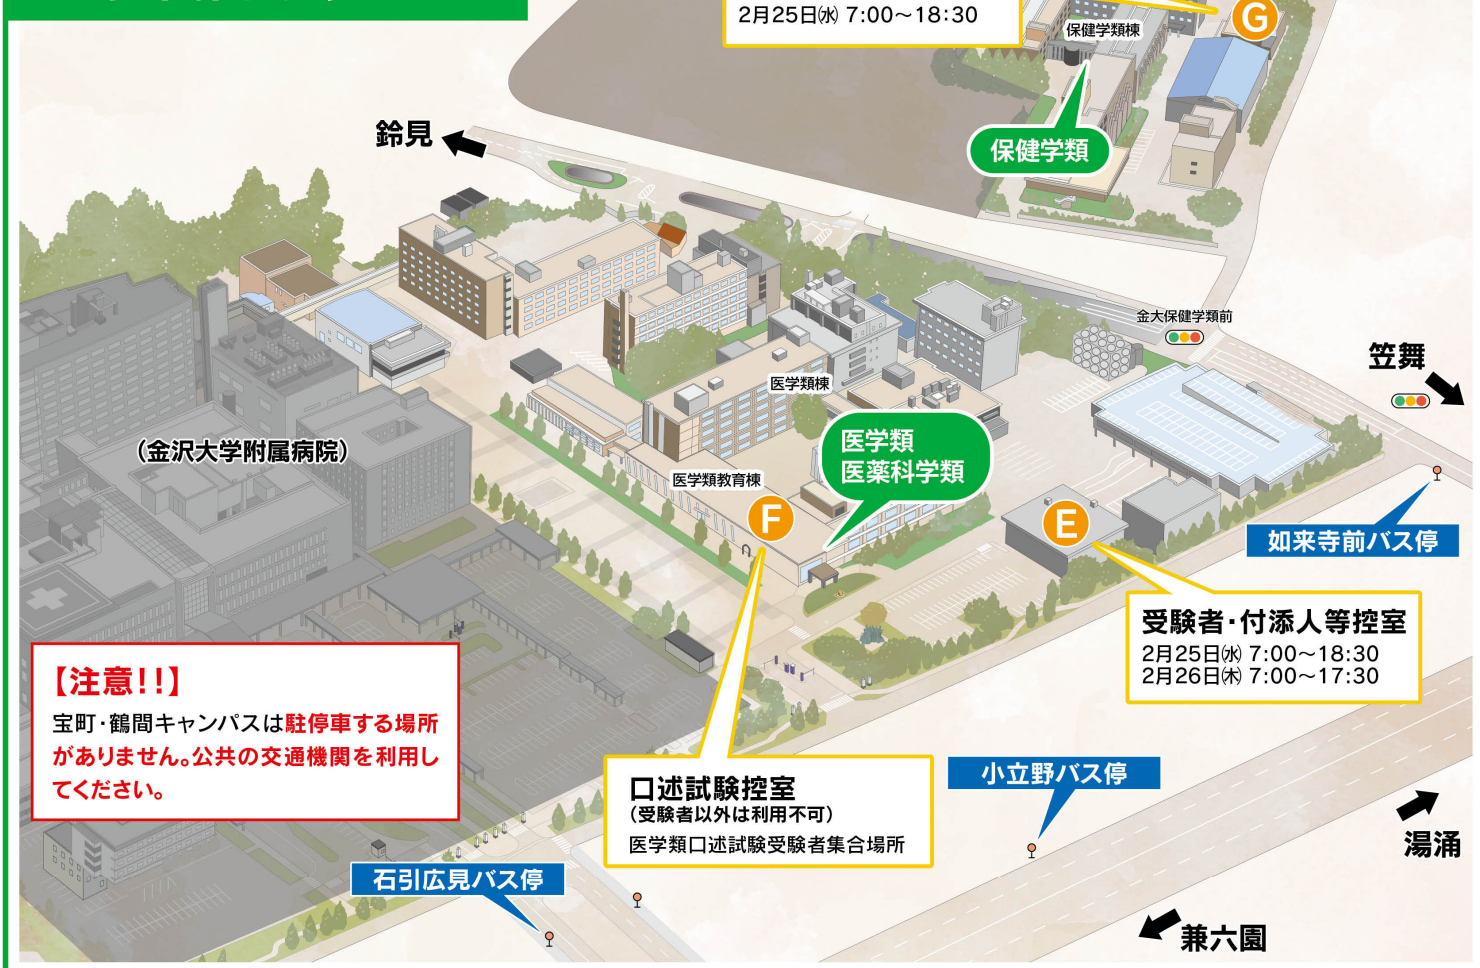 2月25日㈬ 7:00〜18:30
G
保健学類棟
保健学類
鈴見
金大保健学類前
笠舞
医学類棟
(金沢大学附属病院)
医学類
医薬科学類
医学類教育棟
F
E
如来寺前バス停
受験者・付添人等控室
2月25日㈬ 7:00〜18:30
2月26日㈭ 7:00〜17:30
【注意!!】
宝町・鶴間キャンパスは駐停車する場所
がありません。公共の交通機関を利用し
てください。
口述試験控室
(受験者以外は利用不可)
医学類口述試験受験者集合場所
小立野バス停
湯涌
石引広見バス停
兼六園